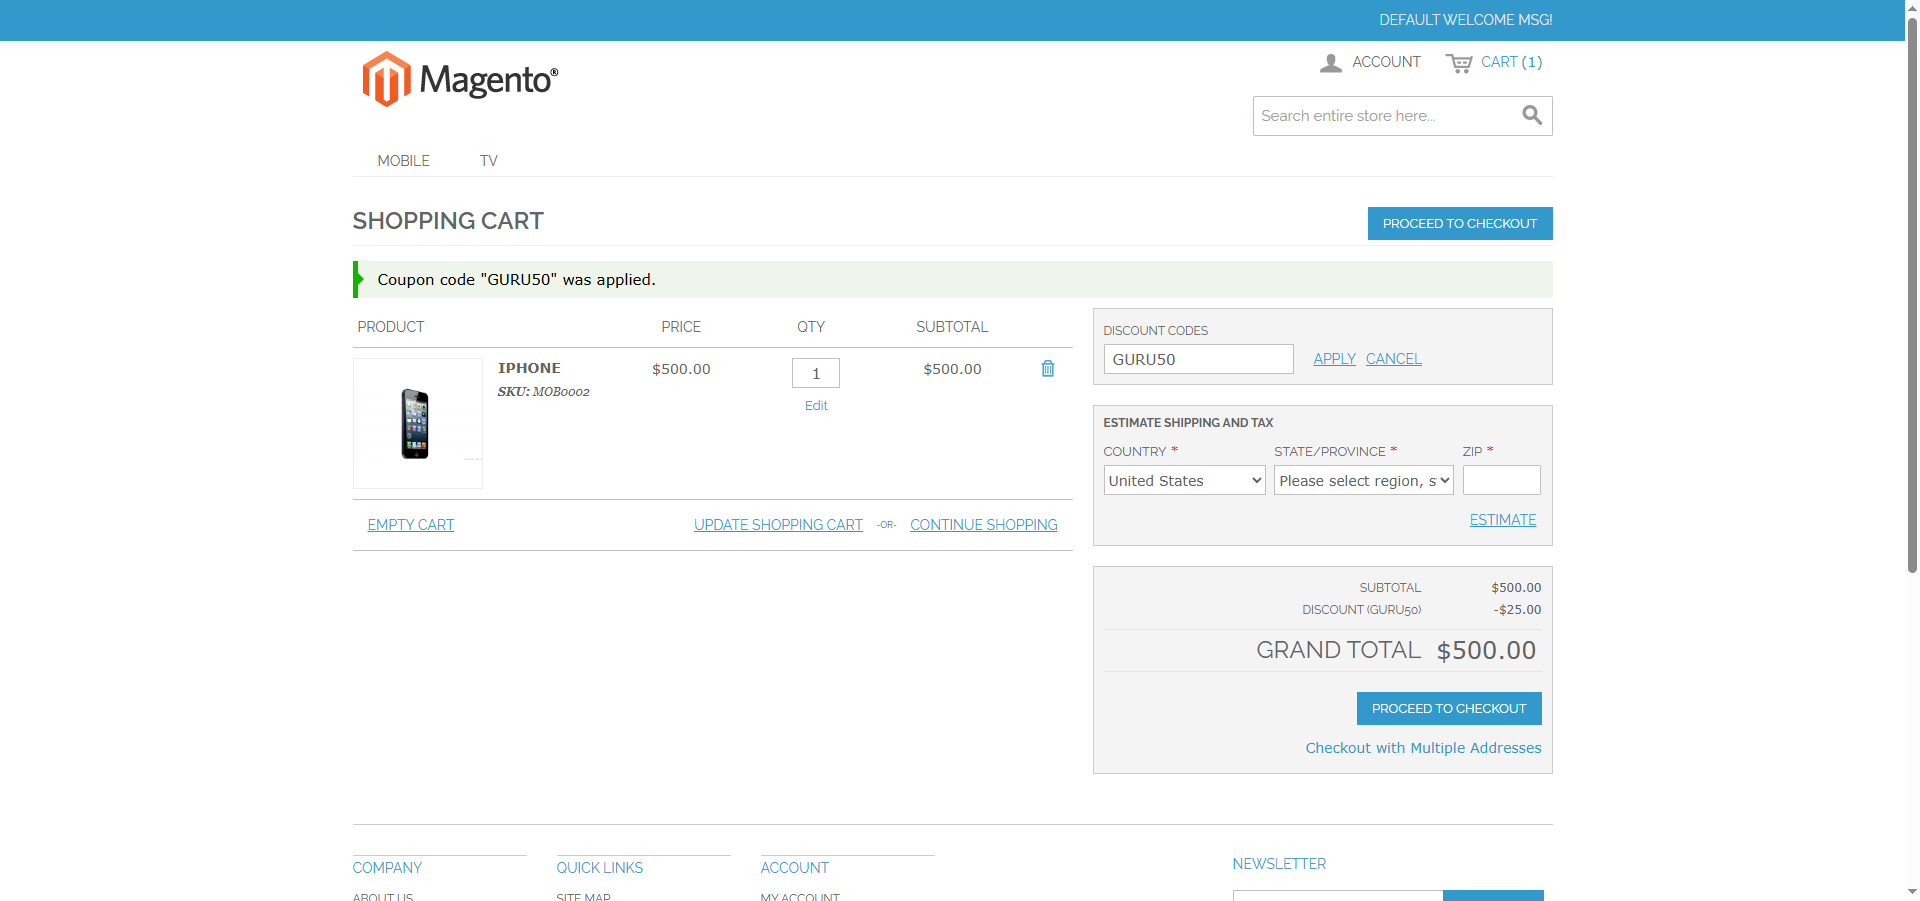 DEFAULT WELCOME MSG!
Magento®
ACCOUNT
CART (1)
Search entire store here...
MOBILE
TV
SHOPPING CART
PROCEED TO CHECKOUT
Coupon code "GURU50" was applied.
PRODUCT PRICE QTY SUBTOTAL
IPHONE
SKU: MOB0002
$500.00
1
Edit
$500.00
EMPTY CART
UPDATE SHOPPING CART -OR- CONTINUE SHOPPING
DISCOUNT CODES
GURU50 APPLY CANCEL
ESTIMATE SHIPPING AND TAX
COUNTRY * STATE/PROVINCE * ZIP *
United States Please select region, s
ESTIMATE
SUBTOTAL $500.00
DISCOUNT (GURU50) -$25.00
GRAND TOTAL $500.00
PROCEED TO CHECKOUT
Checkout with Multiple Addresses
COMPANY
ABOUT US
QUICK LINKS
SITE MAP
ACCOUNT
MY ACCOUNT
NEWSLETTER